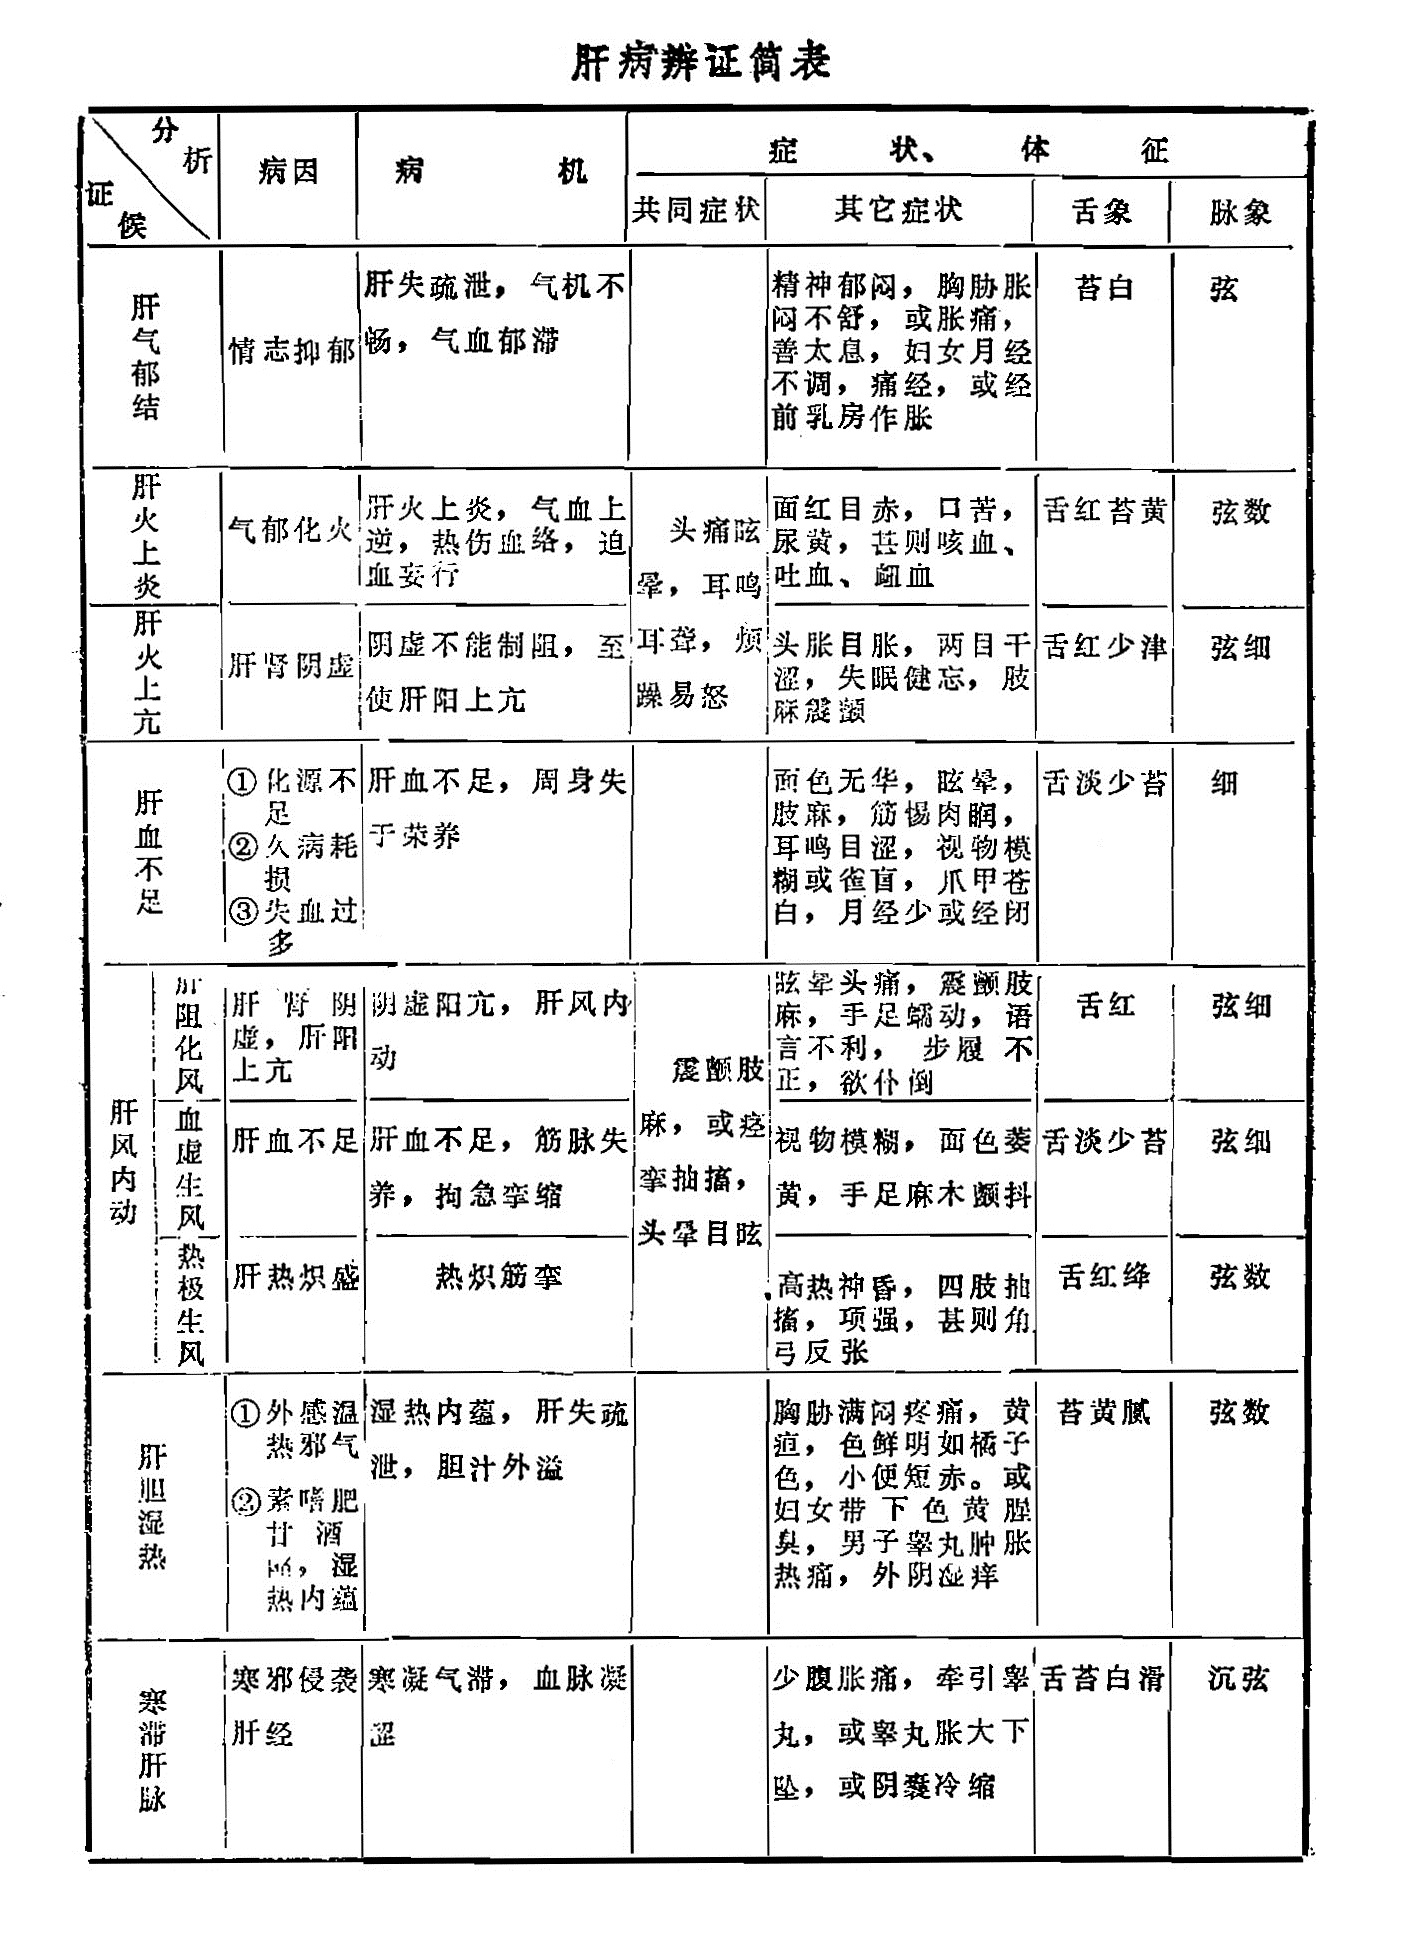 肝病辨证简表
分析
证候
病因
病机
症状、体征
共同症状
其它症状
舌象
脉象
肝气郁结
情志抑郁
肝失疏泄，气机不
畅，气血郁滞
精神郁闷，胸胁胀
闷不舒，或胀痛，
善太息，妇女月经
不调，痛经，或经
前乳房作胀
苔白
弦
肝火上炎
气郁化火
肝火上炎，气血上
逆，热伤血络，迫
血妄行
头痛眩
晕，耳鸣
耳聋，烦
躁易怒
面红目赤，口苦，
尿黄，甚则咳血、
吐血、衄血
舌红苔黄
弦数
肝火上亢
肝肾阴虚
阴虚不能制阻，至
使肝阳上亢
头胀目胀，两目干
涩，失眠健忘，肢
麻震颤
舌红少津
弦细
肝血不足
①化源不
足
②久病耗
损
③失血过
多
肝血不足，周身失
于荣养
面色无华，眩晕，
肢麻，筋惕肉瞤，
耳鸣目涩，视物模
糊或雀盲，爪甲苍
白，月经少或经闭
舌淡少苔
细
肝风内动
肝阻化风
肝肾阴
虚，肝阳
上亢
阴虚阳亢，肝风内
动
震颤肢
麻，或痉
挛抽搐，
头晕目眩
眩晕头痛，震颤肢
麻，手足蠕动，语
言不利，步履不
正，欲仆倒
舌红
弦细
血虚生风
肝血不足
肝血不足，筋脉失
养，拘急挛缩
视物模糊，面色萎
黄，手足麻木颤抖
舌淡少苔
弦细
热极生风
肝热炽盛
热炽筋挛
高热神昏，四肢抽
搐，项强，甚则角
弓反张
舌红绛
弦数
肝胆湿热
①外感温
热邪气
②素嗜肥
甘酒
，湿
热内蕴
湿热内蕴，肝失疏
泄，胆汁外溢
胸胁满闷疼痛，黄
疸，色鲜明如橘子
色，小便短赤。或
妇女带下色黄腥
臭，男子睾丸肿胀
热痛，外阴湿痒
苔黄腻
弦数
寒滞肝脉
寒邪侵袭
肝经
寒凝气滞，血脉凝
涩
少腹胀痛，牵引睾
丸，或睾丸胀大下
坠，或阴囊冷缩
舌苔白滑
沉弦